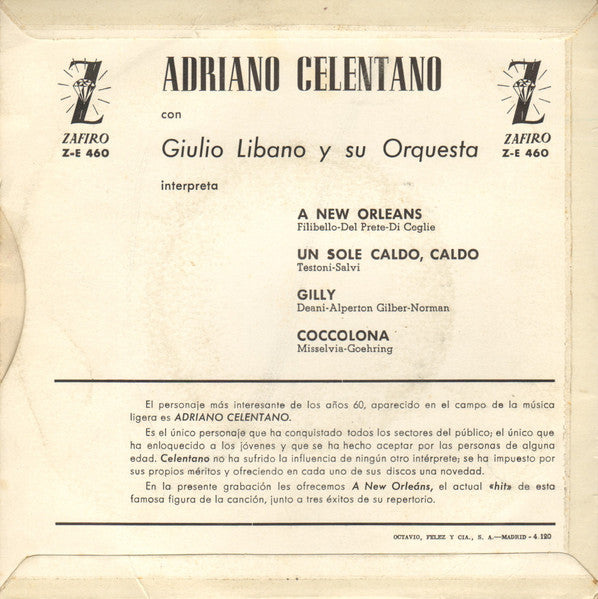 ADRIANO CELENTANO
con
Giulio Libano y su Orquesta
ZAFIRO
Z-E 460
ZAFIRO
Z-E 460
interpreta
A NEW ORLEANS
Filibello-Del Prete-Di Ceglie
UN SOLE CALDO, CALDO
Testoni-Salvi
GILLY
Deani-Alperton Gilber-Norman
COCCOLONA
Misselvia-Goehring
El personaje más interesante de los años 60, aparecido en el campo de la música
ligera es ADRIANO CELENTANO.
Es el único personaje que ha conquistado todos los sectores del público; el único que
ha enloquecido a los jóvenes y que se ha hecho aceptar por las personas de alguna
edad. Celentano no ha sufrido la influencia de ningún otro intérprete; se ha impuesto por
sus propios méritos y ofreciendo en cada uno de sus discos una novedad.
En la presente grabación les ofrecemos A New Orleáns, el actual «hit» de esta
famosa figura de la canción, junto a tres éxitos de su repertorio.
OCTAVIO, FELEZ Y CIA., S. A.—MADRID - 4.120